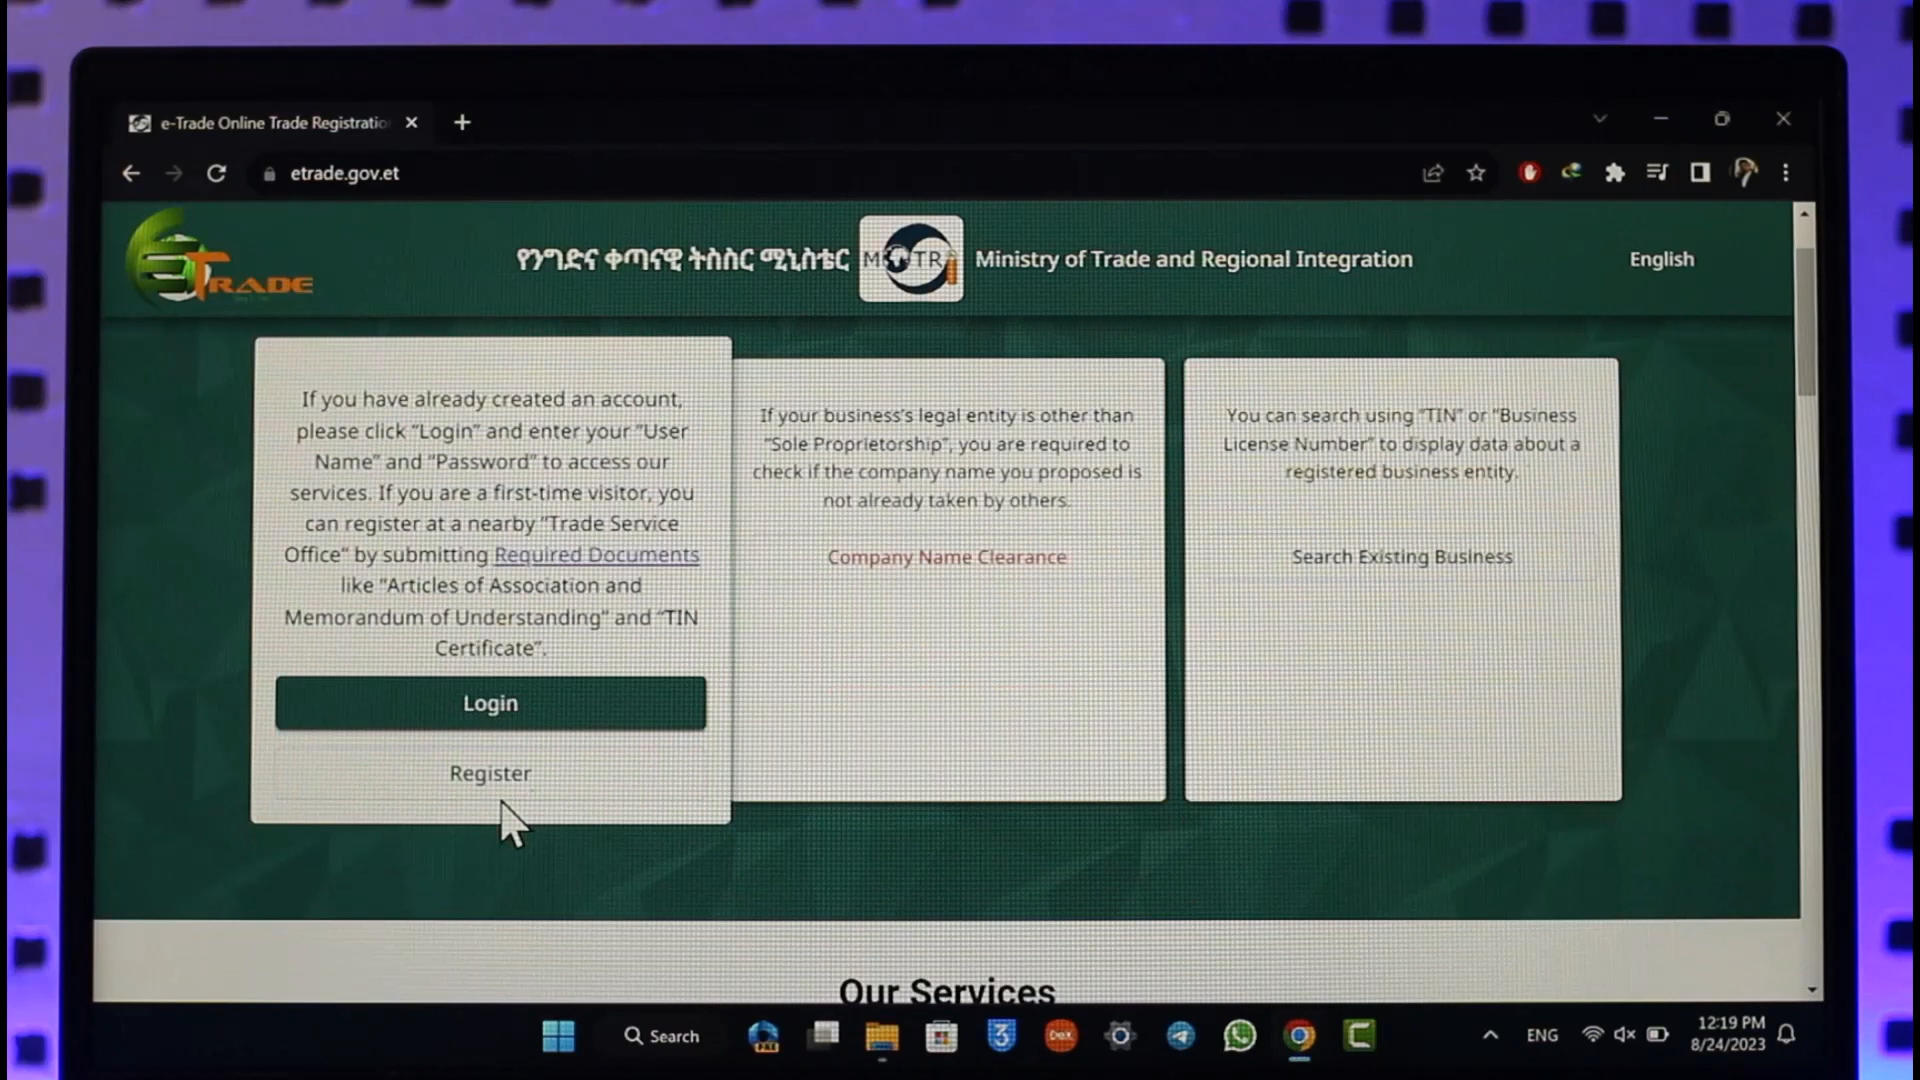 e-Trade Online Trade Registratio
etrade.gov.et
ETRADE
የንግድና ቀጣናዊ ትስስር ሚኒስቴር
Ministry of Trade and Regional Integration
English
If you have already created an account,
please click “Login” and enter your “User
Name” and “Password” to access our
services. If you are a first-time visitor, you
can register at a nearby “Trade Service
Office” by submitting Required Documents
like “Articles of Association and
Memorandum of Understanding” and “TIN
Certificate”.
Login
Register
If your business’s legal entity is other than
“Sole Proprietorship”, you are required to
check if the company name you proposed is
not already taken by others.
Company Name Clearance
You can search using “TIN” or “Business
License Number” to display data about a
registered business entity.
Search Existing Business
Our Services
Search
PRE
3
Dex
ENG
12:19 PM
8/24/2023